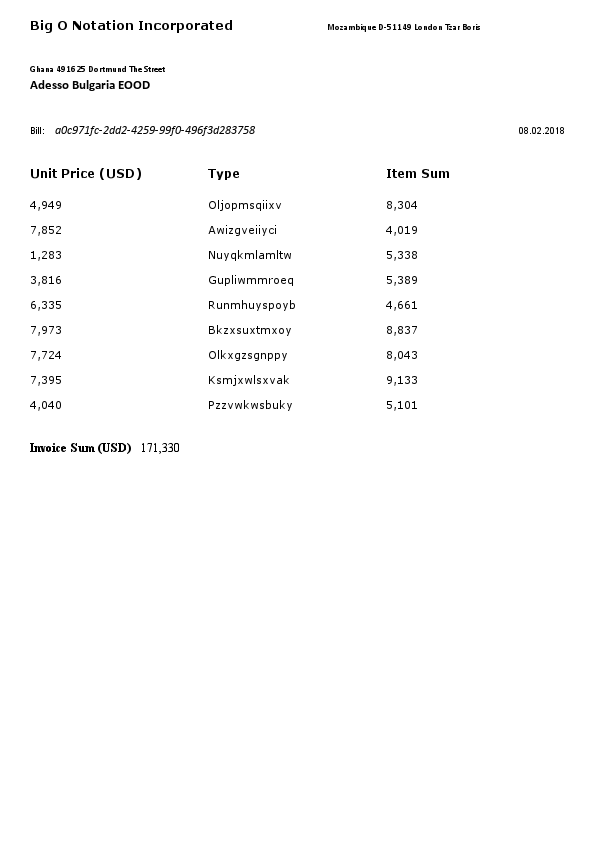 Big O Notation Incorporated Mozambique D-51149 London Tzar Boris
Ghana 491625 Dortmund The Street
Adesso Bulgaria EOOD
Bill: a0c971fc-2dd2-4259-99f0-496f3d283758 08.02.2018
Unit Price (USD) Type Item Sum
4,949 Oljopmsqiixv 8,304
7,852 Awizgveiiyci 4,019
1,283 Nuyqkmlamltw 5,338
3,816 Gupliwmmroeq 5,389
6,335 Runmhuyspoyb 4,661
7,973 Bkzxsuxtmxoy 8,837
7,724 Olkxgzsgnppy 8,043
7,395 Ksmjxwlsxvak 9,133
4,040 Pzzvwkwsbuky 5,101
Invoice Sum (USD) 171,330